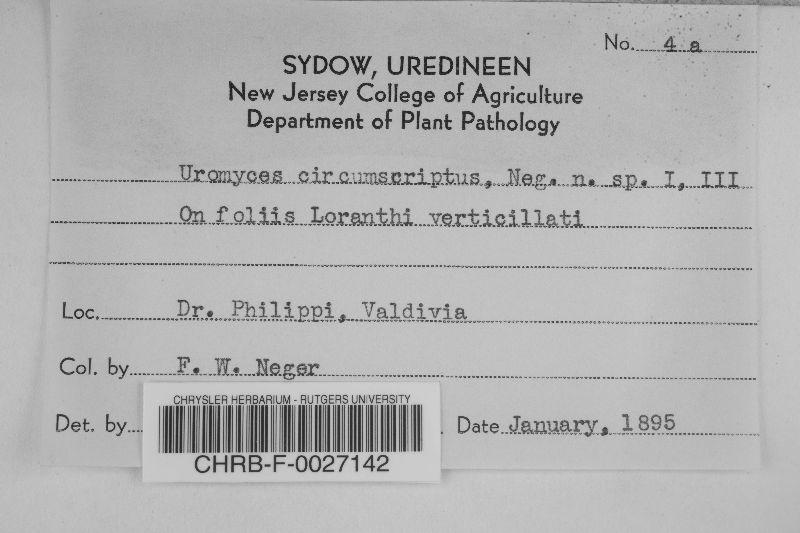 No. 4 a
SYDOW, UREDINEEN
New Jersey College of Agriculture
Department of Plant Pathology
Uromyces circumscriptus, Neg. n. sp. I, III
On foliis Loranthi verticillati
Loc. Dr. Philippi, Valdivia
Col. by F. W. Neger
Det. by
Date January, 1895
CHRYSLER HERBARIUM - RUTGERS UNIVERSITY
CHRB-F-0027142